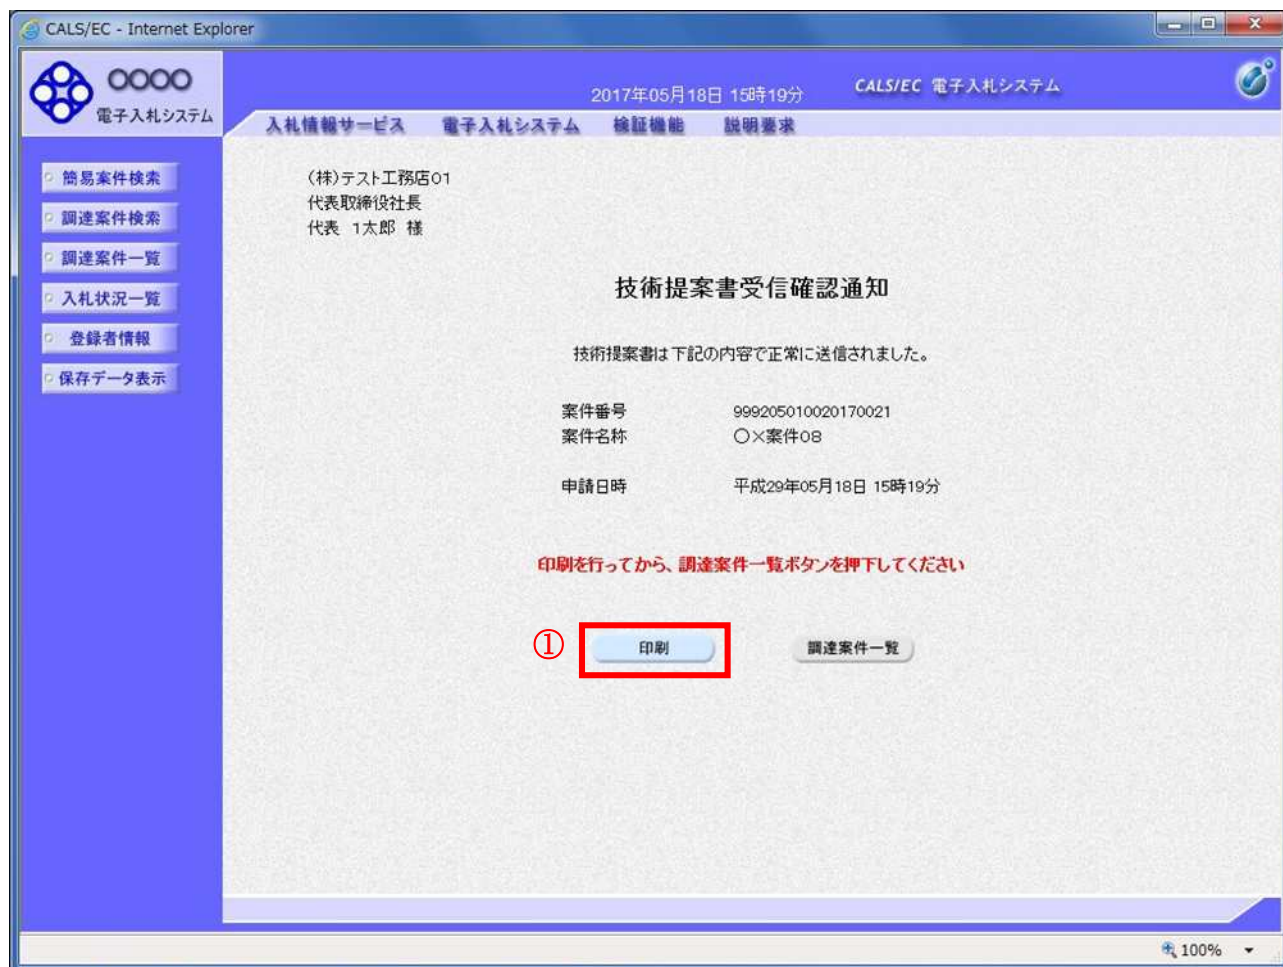 CALS/EC - Internet Explorer
○○○○
電子入札システム
2017年05月18日 15時19分
CALS/EC 電子入札システム
入札情報サービス 電子入札システム 検証機能 説明要求
簡易案件検索
調達案件検索
調達案件一覧
入札状況一覧
登録者情報
保存データ表示
(株)テスト工務店01
代表取締役社長
代表 1太郎 様
技術提案書受信確認通知
技術提案書は下記の内容で正常に送信されました。
案件番号 999205010020170021
案件名称 ○×案件08
申請日時 平成29年05月18日 15時19分
印刷を行ってから、調達案件一覧ボタンを押下してください
① 印刷 調達案件一覧
100%